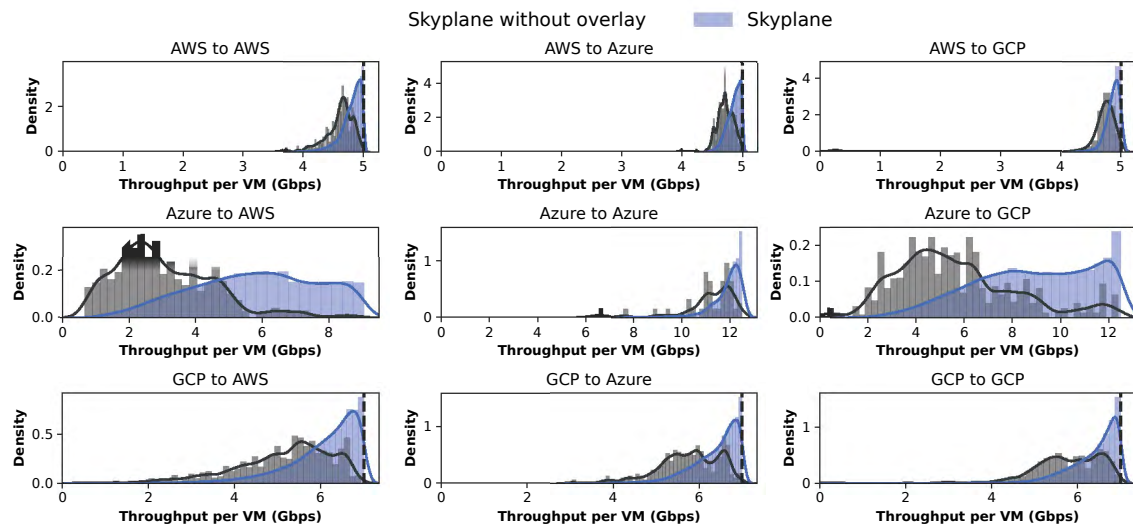 Skyplane without overlay Skyplane
AWS to AWS AWS to Azure AWS to GCP
Density 0 2
0 1 2 3 4 5
Throughput per VM (Gbps)
Density 0 2 4
0 1 2 3 4 5
Throughput per VM (Gbps)
Density 0 2 4
0 1 2 3 4 5
Throughput per VM (Gbps)
Azure to AWS Azure to Azure Azure to GCP
Density 0.0 0.2
0 2 4 6 8
Throughput per VM (Gbps)
Density 0 1
0 2 4 6 8 10 12
Throughput per VM (Gbps)
Density 0.0 0.1 0.2
0 2 4 6 8 10 12
Throughput per VM (Gbps)
GCP to AWS GCP to Azure GCP to GCP
Density 0.0 0.5
0 2 4 6
Throughput per VM (Gbps)
Density 0 1
0 2 4 6
Throughput per VM (Gbps)
Density 0 1
0 2 4 6
Throughput per VM (Gbps)